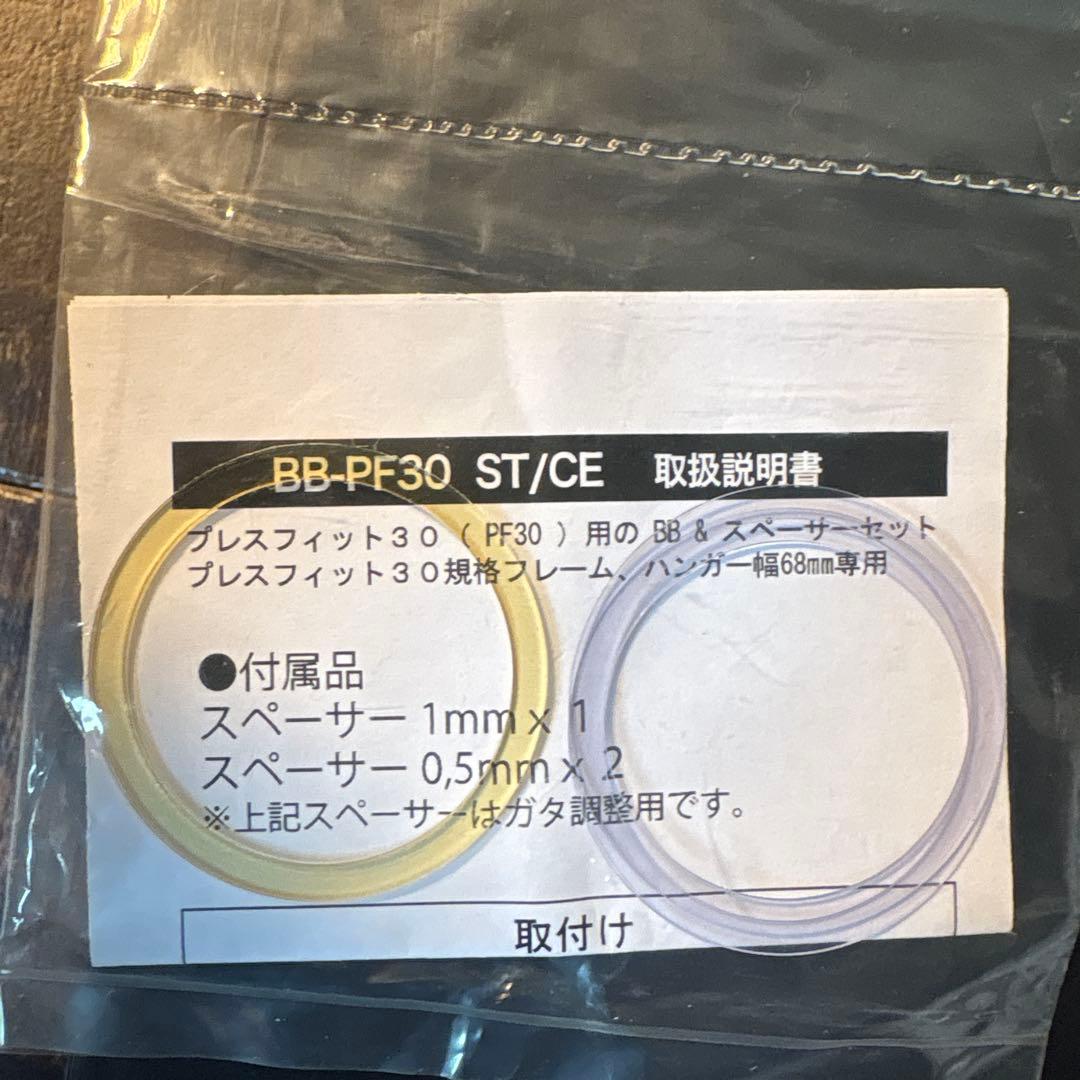 BB-PF30 ST/CE 取扱説明書
プレスフィット30 ( PF30 ) 用の BB & スペーサーセット
プレスフィット30規格フレーム、ハンガー幅68mm専用
●付属品
スペーサー 1mm x 1
スペーサー 0,5mm x 2
※上記スペーサーはガタ調整用です。
取付け